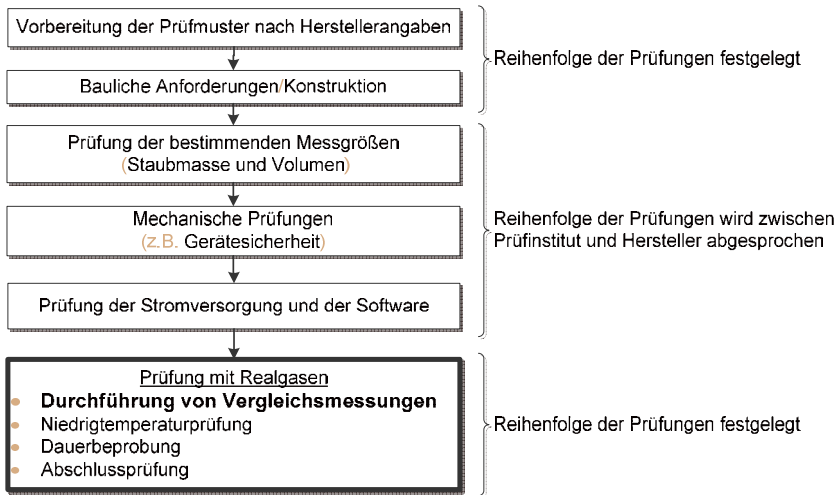 Vorbereitung der Prüfmuster nach Herstellerangaben
Bauliche Anforderungen/Konstruktion
Reihenfolge der Prüfungen festgelegt
Prüfung der bestimmenden Messgrößen
(Staubmasse und Volumen)
Mechanische Prüfungen
(z.B. Gerätesicherheit)
Prüfung der Stromversorgung und der Software
Reihenfolge der Prüfungen wird zwischen
Prüfinstitut und Hersteller abgesprochen
Prüfung mit Realgasen
• Durchführung von Vergleichsmessungen
• Niedrigtemperaturprüfung
• Dauerbeprobung
• Abschlussprüfung
Reihenfolge der Prüfungen festgelegt